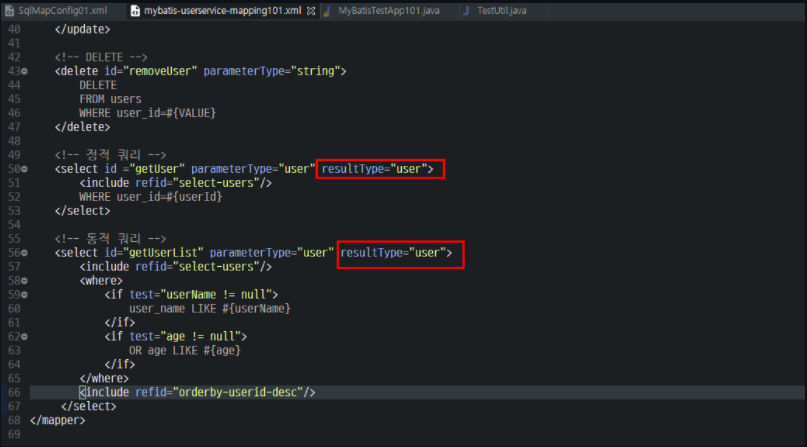 SqlMapConfig01.xml mybatis-userservice-mapping101.xml MyBatisTestApp101.java TestUtil.java
40 </update>
41
42 <!-- DELETE -->
43 <delete id="removeUser" parameterType="string">
44 DELETE
45 FROM users
46 WHERE user_id=#{VALUE}
47 </delete>
48
49 <!-- 정적 쿼리 -->
50 <select id ="getUser" parameterType="user" resultType="user">
51 <include refid="select-users"/>
52 WHERE user_id=#{userId}
53 </select>
54
55 <!-- 동적 쿼리 -->
56 <select id="getUserList" parameterType="user" resultType="user">
57 <include refid="select-users"/>
58 <where>
59 <if test="userName != null">
60 user_name LIKE #{userName}
61 </if>
62 <if test="age != null">
63 OR age LIKE #{age}
64 </if>
65 </where>
66 <include refid="orderby-userid-desc"/>
67 </select>
68 </mapper>
69